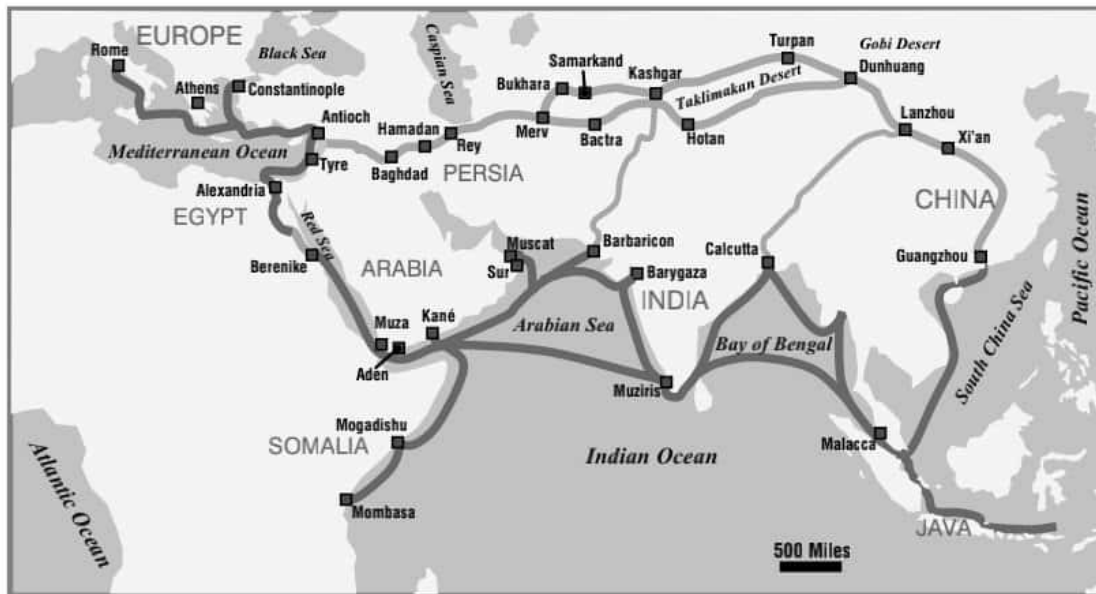 EUROPE
Rome
Black Sea
Caspian Sea
Turpan
Gobi Desert
Samarkand
Kashgar
Dunhuang
Bukhara
Taklimakan Desert
Athens
Constantinople
Antioch
Hamadan
Rey
Merv
Bactra
Hotan
Lanzhou
Xi'an
Mediterranean Ocean
Tyre
Baghdad
PERSIA
Alexandria
EGYPT
CHINA
Red Sea
Muscat
Barbaricon
Calcutta
Guangzhou
Pacific Ocean
Berenike
ARABIA
Sur
Barygaza
INDIA
Muza
Kané
Arabian Sea
Bay of Bengal
South China Sea
Aden
Muziris
Mogadishu
SOMALIA
Malacca
Indian Ocean
Atlantic Ocean
Mombasa
JAVA
500 Miles